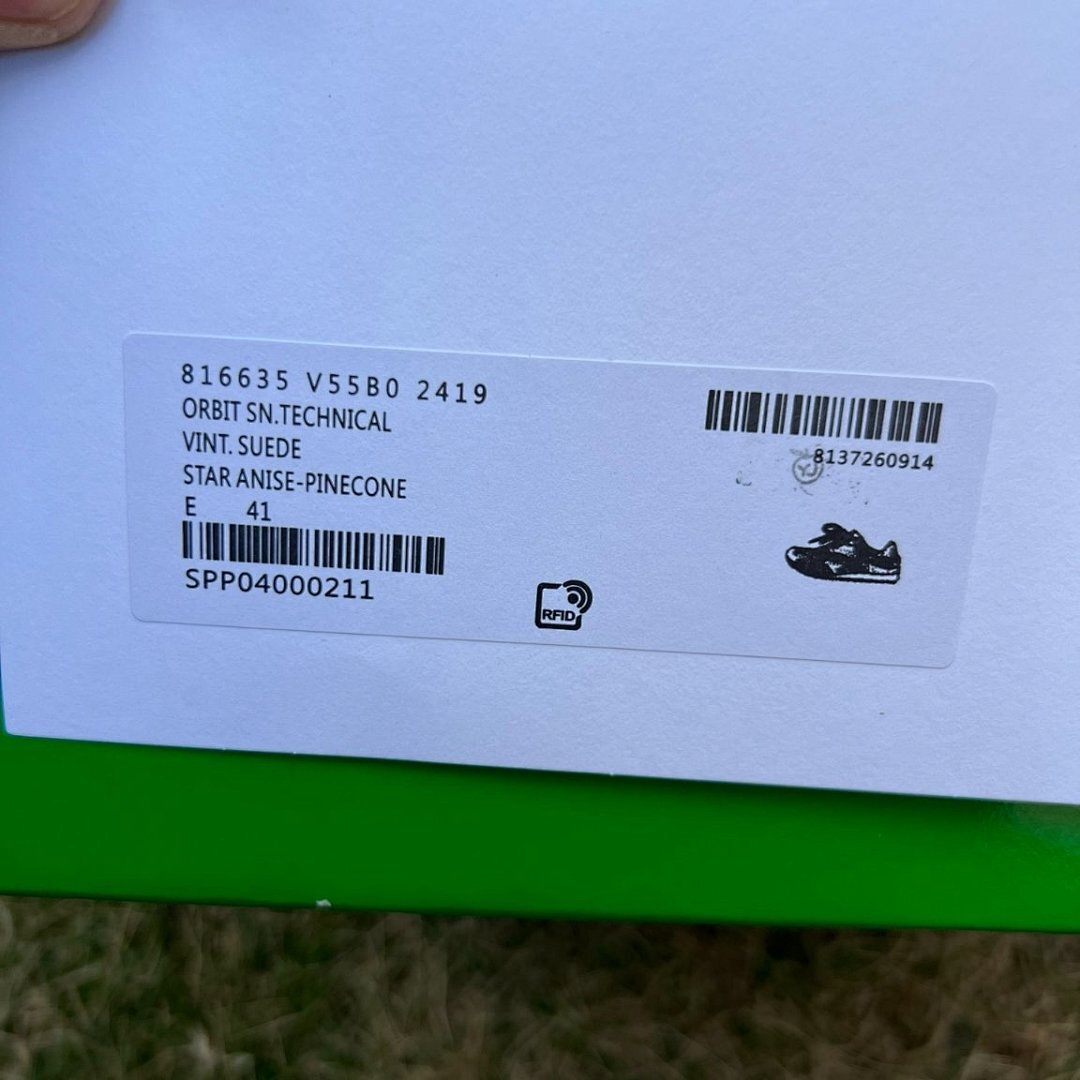 816635 V55B0 2419
ORBIT SN.TECHNICAL
VINT. SUEDE
STAR ANISE-PINECONE
E 41
SPP04000211
8137260914
RFID